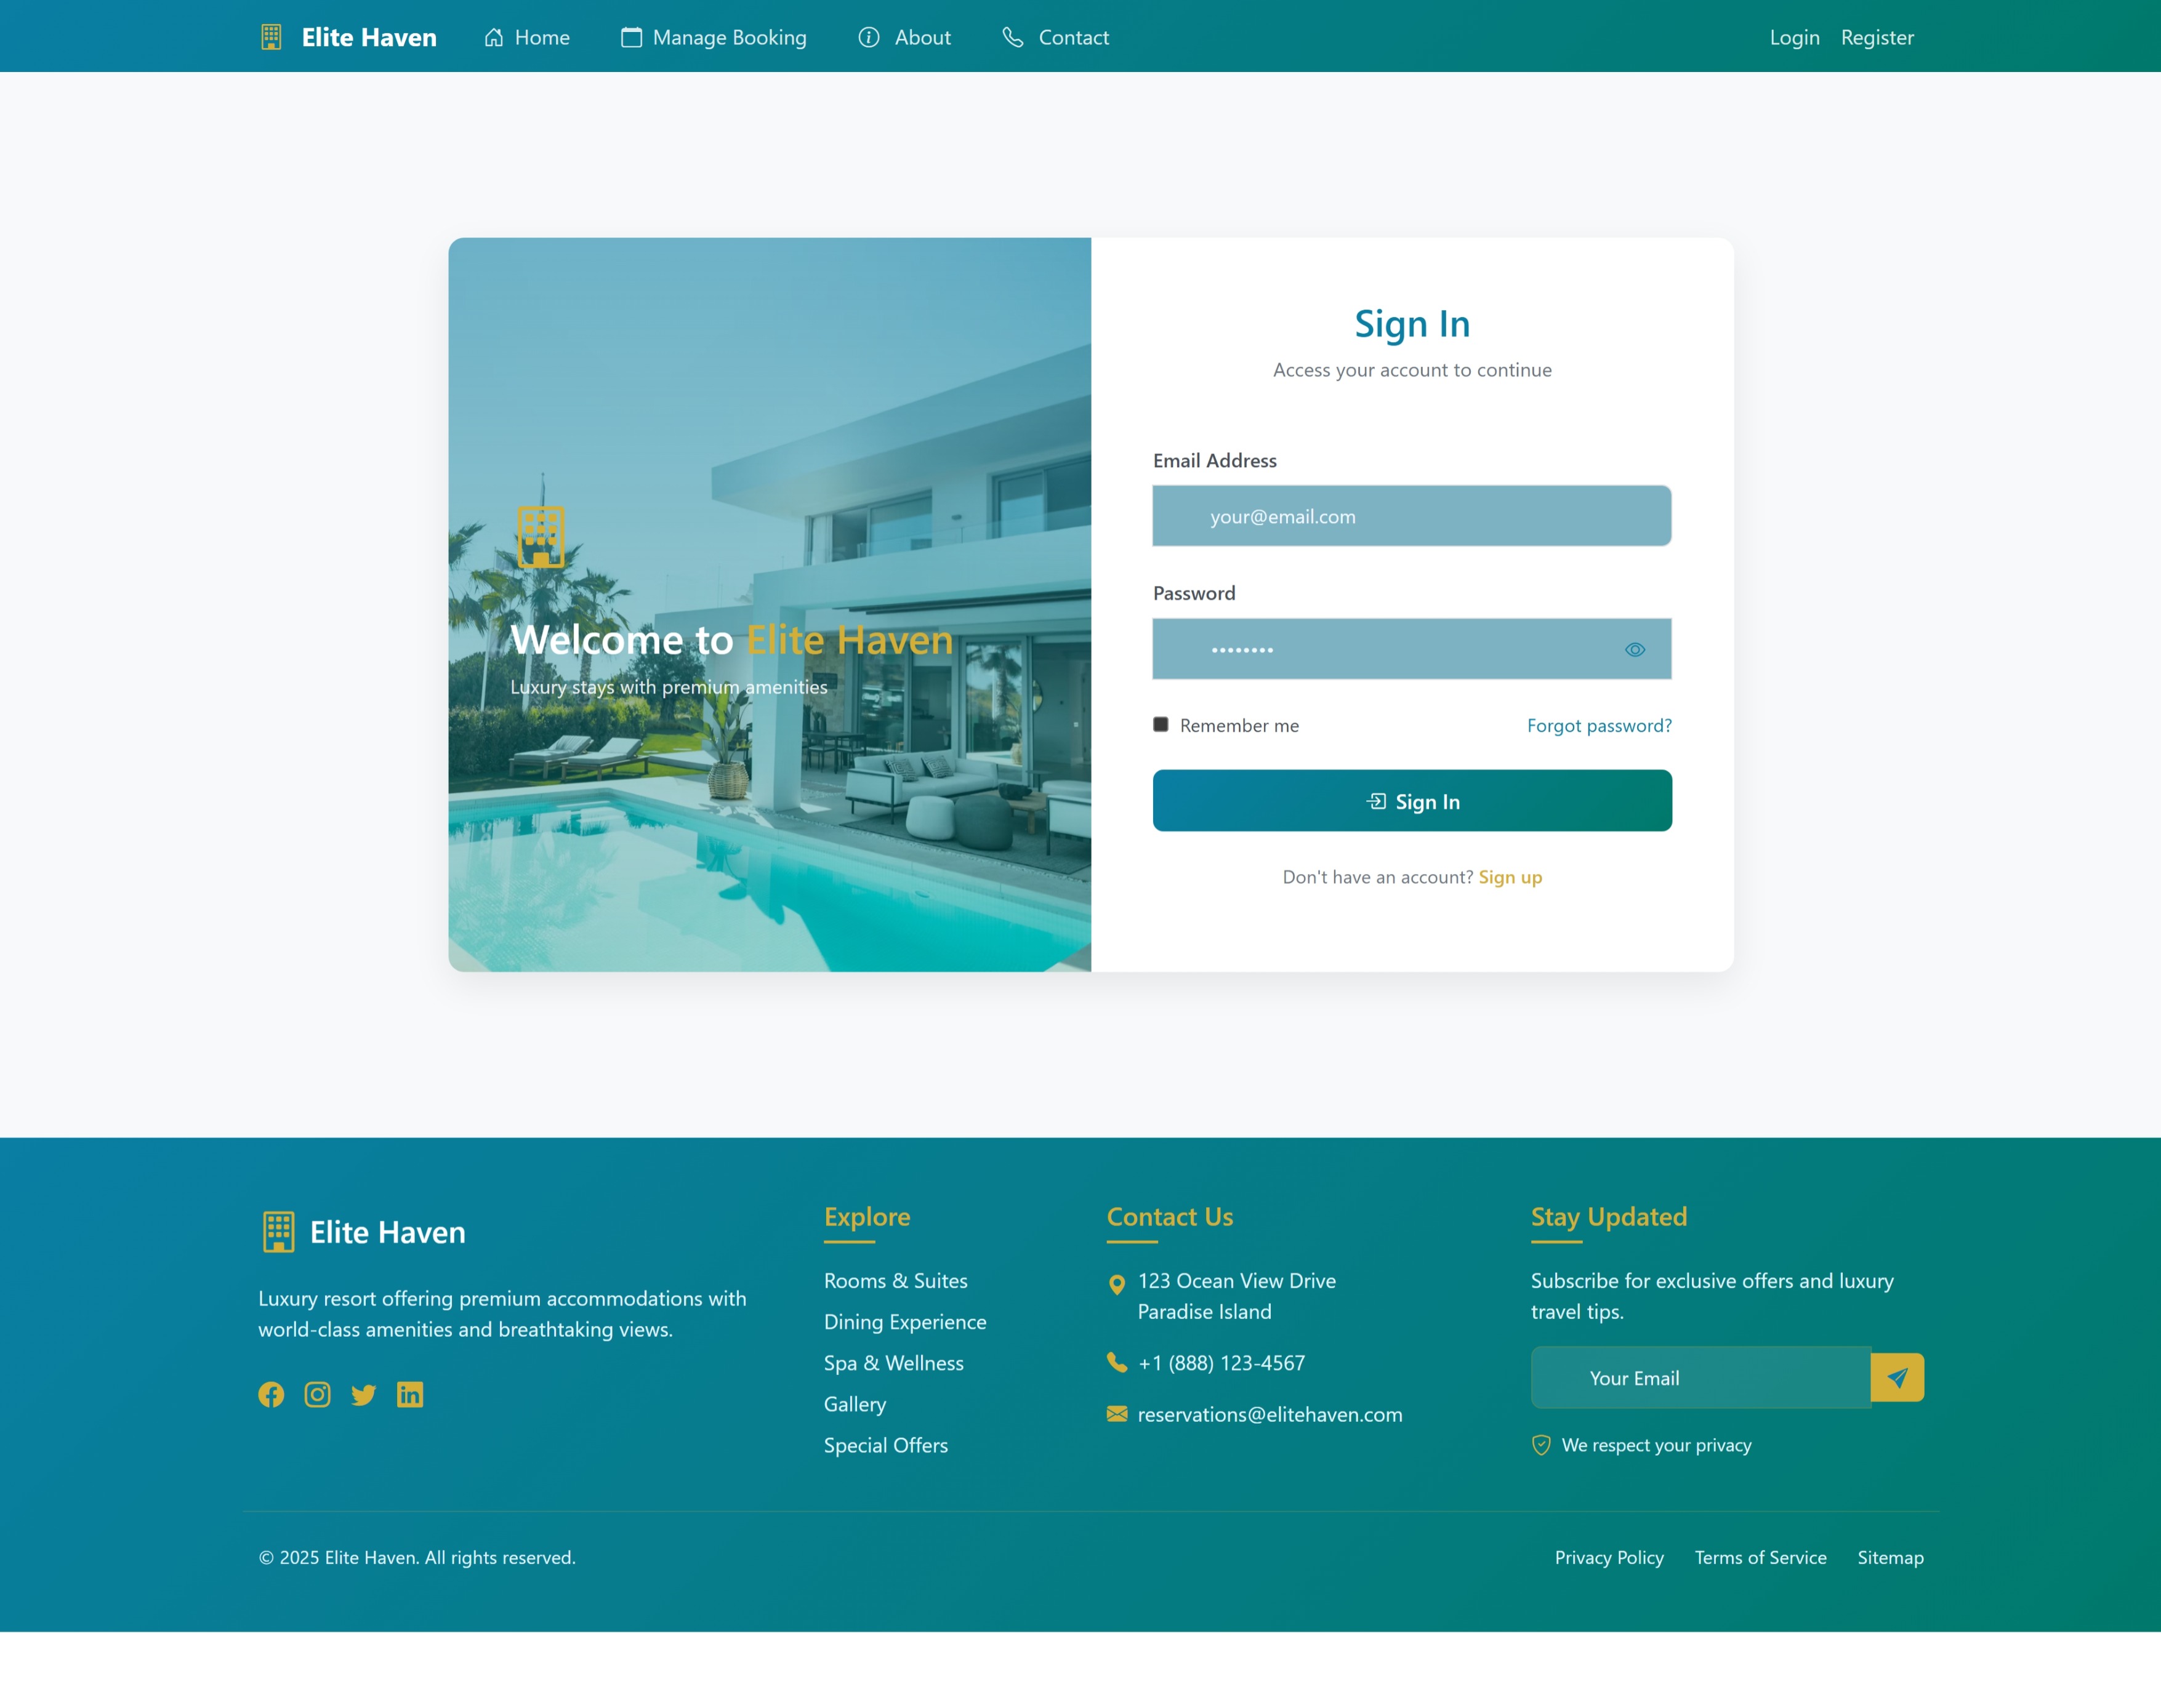 Elite Haven
Home
Manage Booking
About
Contact
Login
Register
Welcome to Elite Haven
Luxury stays with premium amenities
Sign In
Access your account to continue
Email Address
your@email.com
Password
••••••••
Remember me
Forgot password?
Sign In
Don't have an account? Sign up
Elite Haven
Luxury resort offering premium accommodations with
world-class amenities and breathtaking views.
Explore
Rooms & Suites
Dining Experience
Spa & Wellness
Gallery
Special Offers
Contact Us
123 Ocean View Drive
Paradise Island
+1 (888) 123-4567
reservations@elitehaven.com
Stay Updated
Subscribe for exclusive offers and luxury
travel tips.
Your Email
We respect your privacy
© 2025 Elite Haven. All rights reserved.
Privacy Policy
Terms of Service
Sitemap